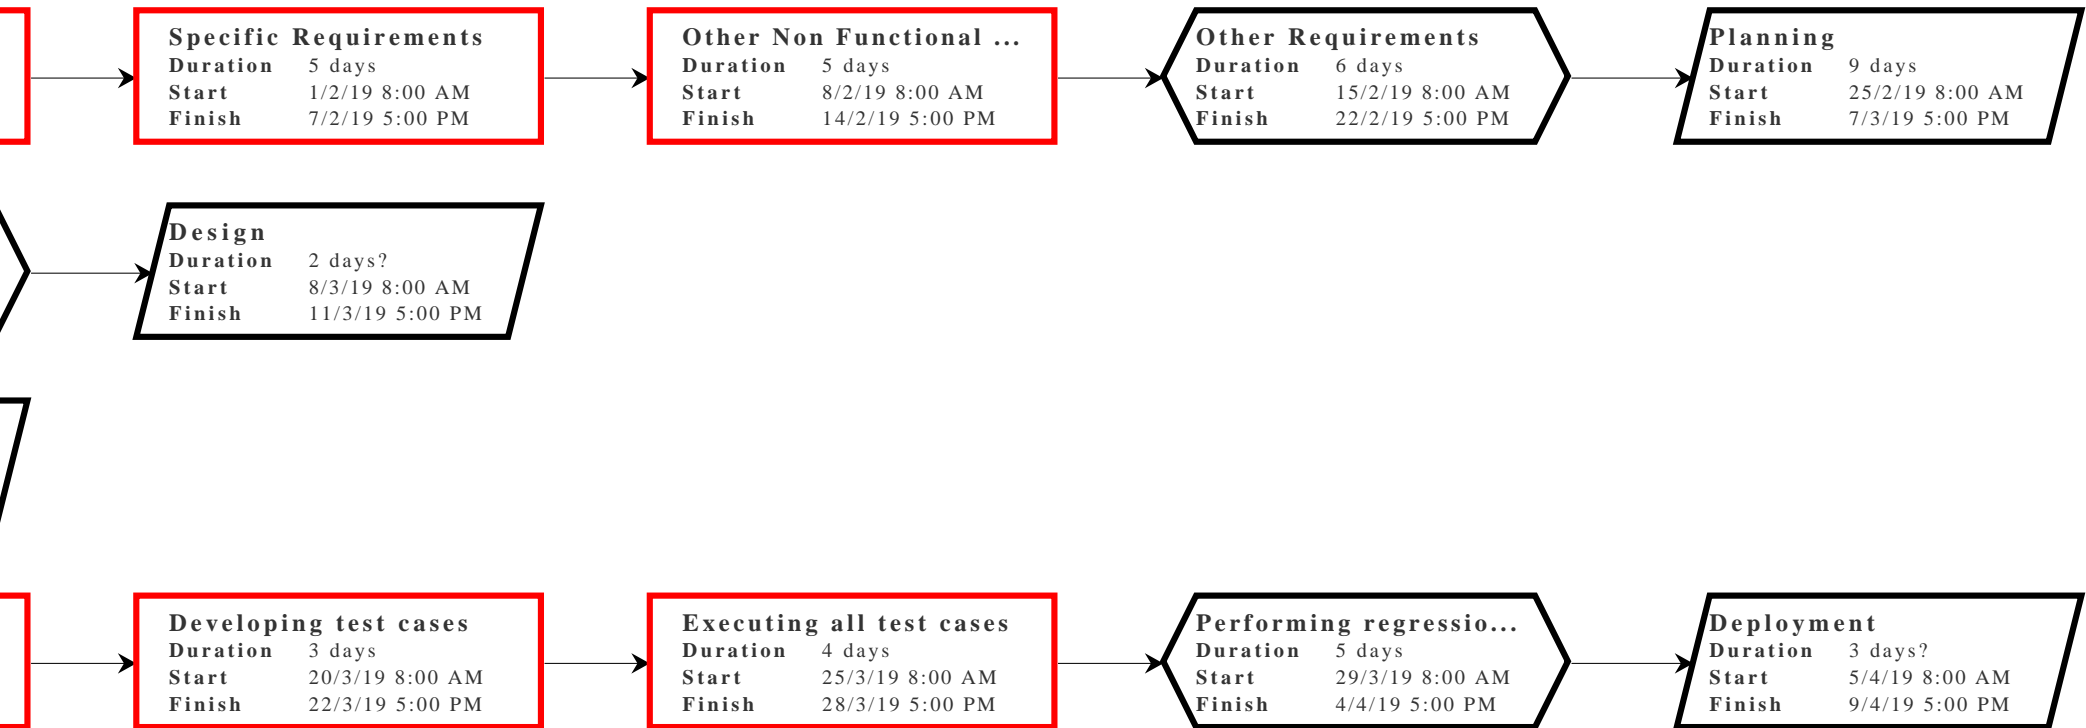 Specific Requirements
Duration 5 days
Start 1/2/19 8:00 AM
Finish 7/2/19 5:00 PM
Other Non Functional ...
Duration 5 days
Start 8/2/19 8:00 AM
Finish 14/2/19 5:00 PM
Other Requirements
Duration 6 days
Start 15/2/19 8:00 AM
Finish 22/2/19 5:00 PM
Planning
Duration 9 days
Start 25/2/19 8:00 AM
Finish 7/3/19 5:00 PM
Design
Duration 2 days?
Start 8/3/19 8:00 AM
Finish 11/3/19 5:00 PM
Developing test cases
Duration 3 days
Start 20/3/19 8:00 AM
Finish 22/3/19 5:00 PM
Executing all test cases
Duration 4 days
Start 25/3/19 8:00 AM
Finish 28/3/19 5:00 PM
Performing regressio...
Duration 5 days
Start 29/3/19 8:00 AM
Finish 4/4/19 5:00 PM
Deployment
Duration 3 days?
Start 5/4/19 8:00 AM
Finish 9/4/19 5:00 PM